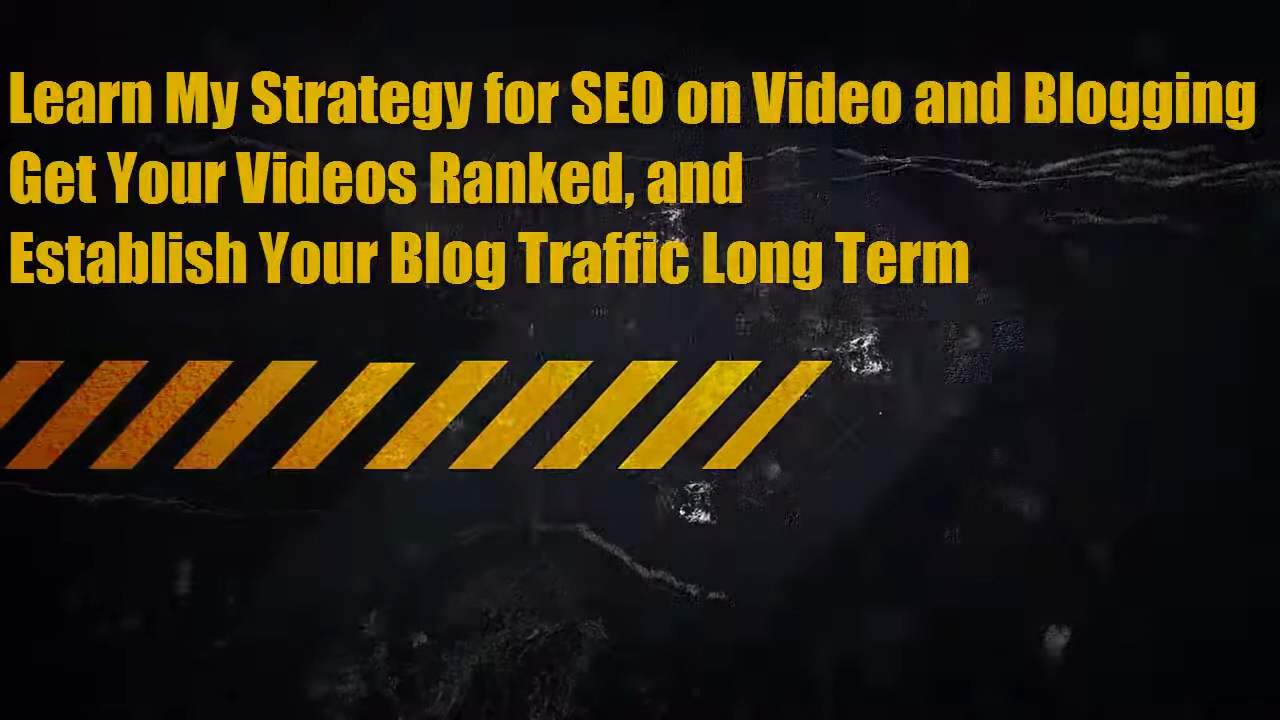 Learn My Strategy for SEO on Video and Blogging
Get Your Videos Ranked, and
Establish Your Blog Traffic Long Term